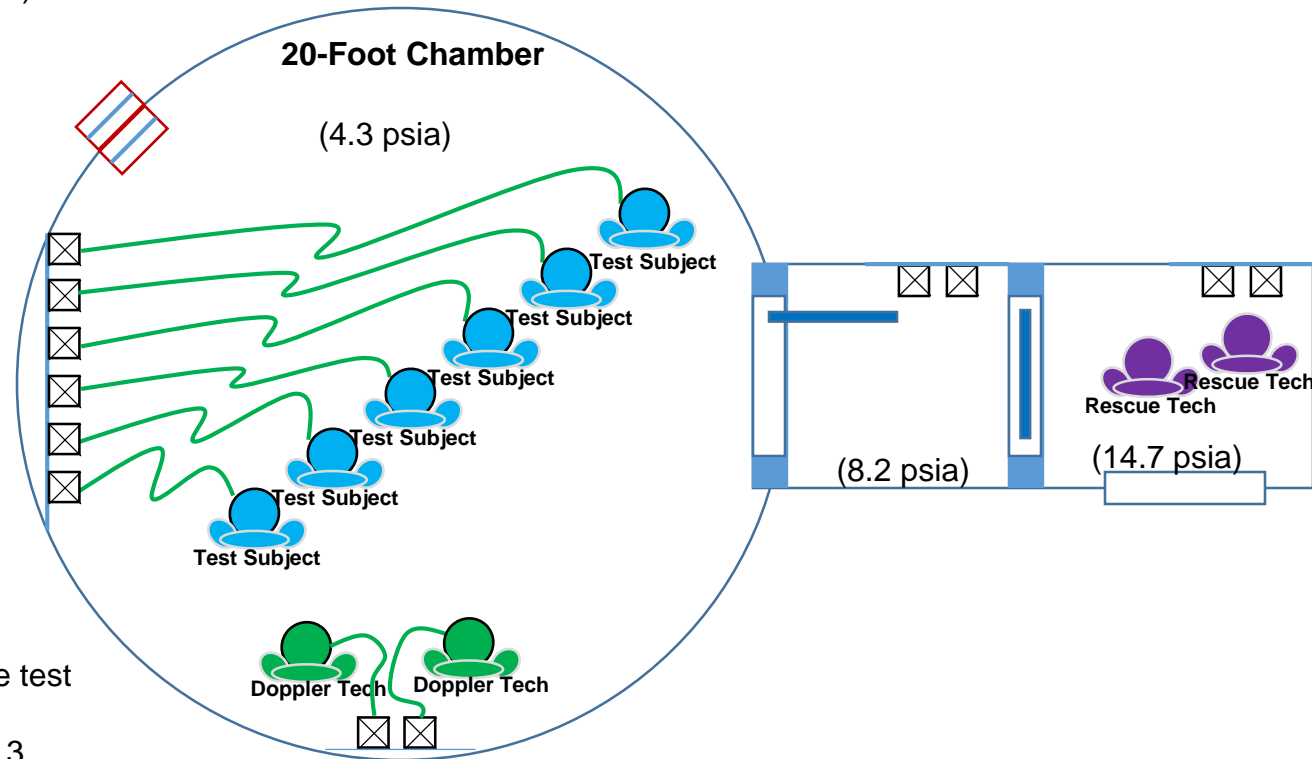 )
20-Foot Chamber
(4.3 psia)
Test Subject
Test Subject
Test Subject
Test Subject
Test Subject
Test Subject
Rescue Tech
Rescue Tech
(8.2 psia)
(14.7 psia)
Doppler Tech
Doppler Tech
e test
3